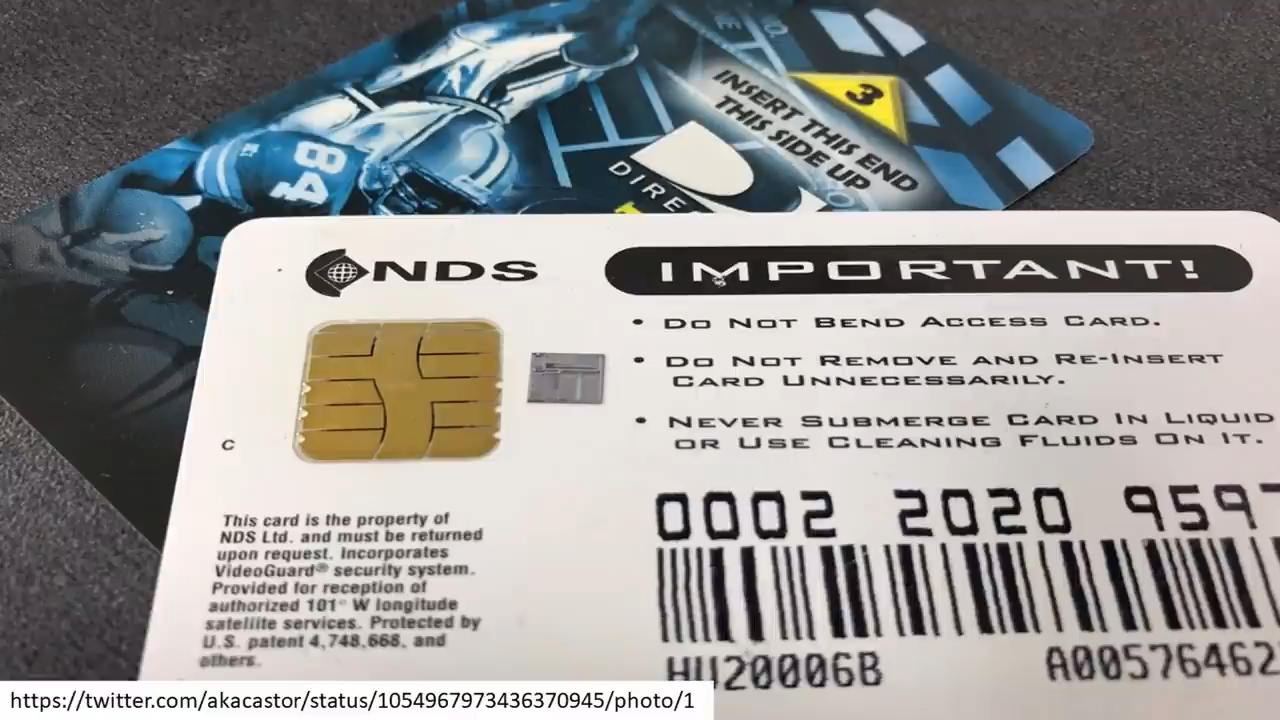 84
INSERT THIS END
THIS SIDE UP
3
NDS
IMPORTANT!
• DO NOT BEND ACCESS CARD.
• DO NOT REMOVE AND RE-INSERT
CARD UNNECESSARILY.
• NEVER SUBMERGE CARD IN LIQUID
OR USE CLEANING FLUIDS ON IT.
C
This card is the property of
NDS Ltd. and must be returned
upon request. Incorporates
VideoGuard® security system.
Provided for reception of
authorized 101° W longitude
satellite services. Protected by
U.S. patent 4,748,668, and
others.
0002 2020 9597
HU20006B A00576462
https://twitter.com/akacastor/status/1054967973436370945/photo/1